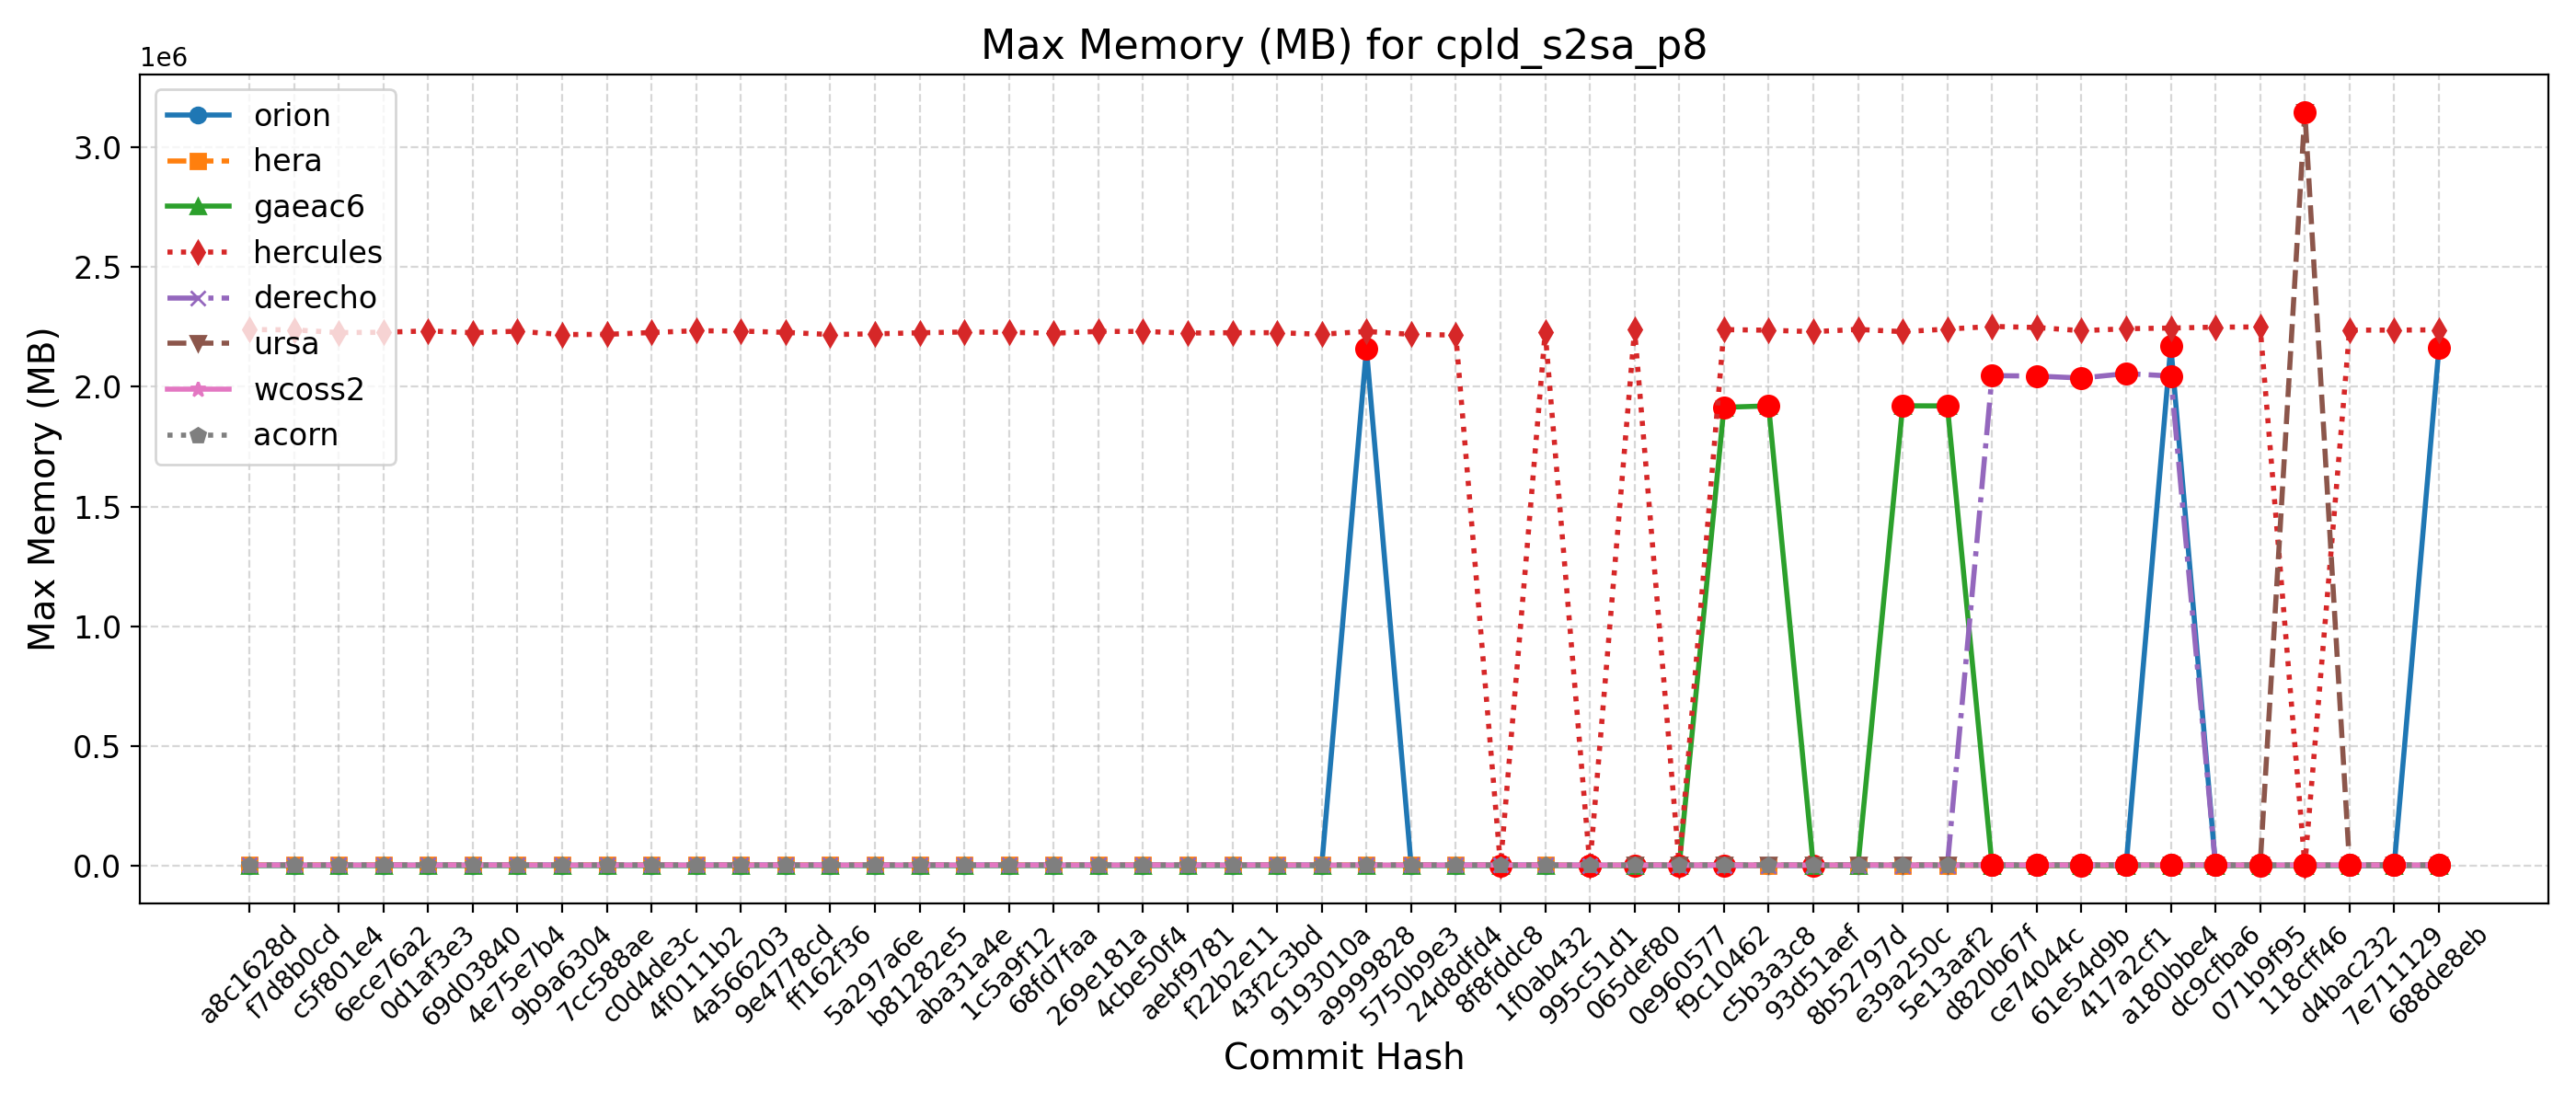 Max Memory (MB) for cpld_s2sa_p8
1e6
3.0
2.5
2.0
1.5
1.0
0.5
0.0
Max Memory (MB)
orion
hera
gaeac6
hercules
derecho
ursa
wcoss2
acorn
a8c1628d
f7d8b0cd
c5f801e4
6ece76a2
0d1af3e3
69d03840
4e75e7b4
9b9a6304
7cc588ae
c0d4de3c
4f0111b2
4a566203
9e4778cd
ff162f36
5a297a6e
b81282e5
aba31a4e
1c5a9f12
68fd7faa
269e181a
4cbe50f4
aebf9781
f22b2e11
43f2c3bd
9193010a
a9999828
5750b9e3
24d8dfd4
8f8fddc8
1f0ab432
995c51d1
065def80
0e960577
f9c10462
c5b3a3c8
93d51aef
8b52797d
e39a250c
5e13aaf2
d820b67f
ce74044c
61e54d9b
417a2cf1
a180bbe4
dc9cfba6
071b9f95
118cff46
d4bac232
7e711129
688de8eb
Commit Hash